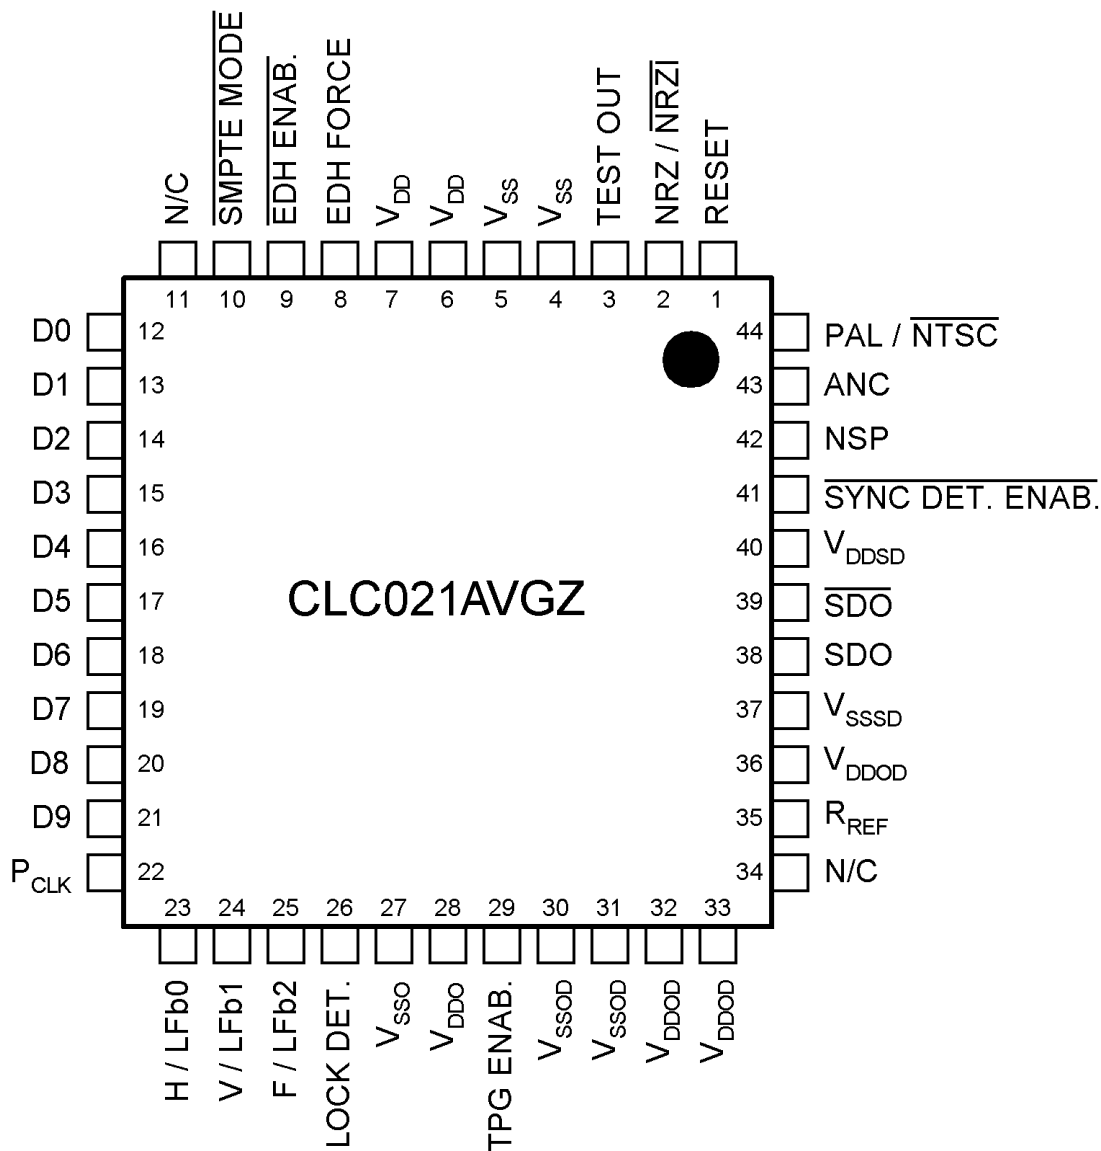 N/C
SMPTE MODE
EDH ENAB.
EDH FORCE
VDD
VDD
VSS
VSS
TEST OUT
NRZ / NRZI
RESET
11 10 9 8 7 6 5 4 3 2 1
D0 12
D1 13
D2 14
D3 15
D4 16
D5 17
D6 18
D7 19
D8 20
D9 21
PCLK 22
CLC021AVGZ
44 PAL / NTSC
43 ANC
42 NSP
41 SYNC DET. ENAB.
40 VDDSD
39 SDO
38 SDO
37 VSSSD
36 VDDOD
35 RREF
34 N/C
23 24 25 26 27 28 29 30 31 32 33
H / LFb0
V / LFb1
F / LFb2
LOCK DET.
VSSO
VDDO
TPG ENAB.
VSSOD
VSSOD
VDDOD
VDDOD